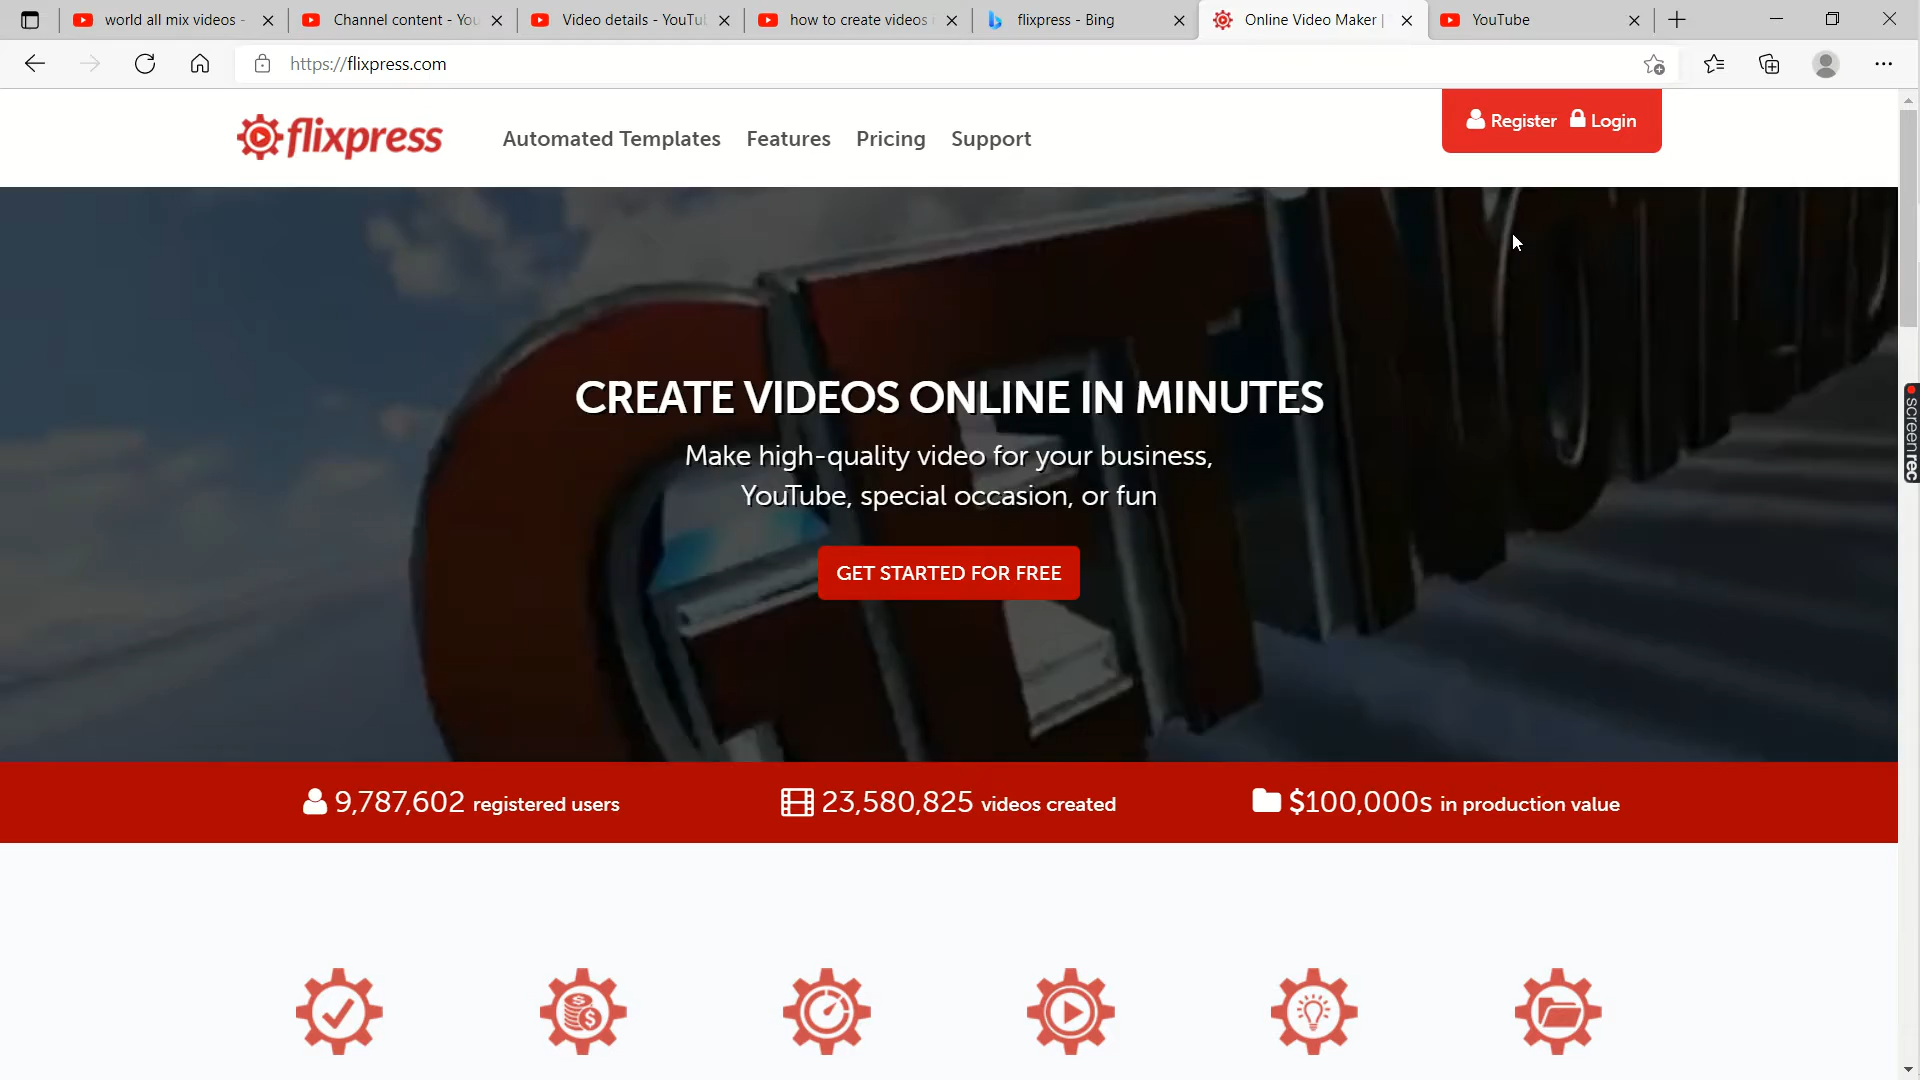 world all mix videos -
Channel content - You
Video details - YouTu
how to create videos
flixpress - Bing
Online Video Maker |
YouTube
https://flixpress.com
flixpress
Automated Templates
Features
Pricing
Support
Register
Login
CREATE VIDEOS ONLINE IN MINUTES
Make high-quality video for your business,
YouTube, special occasion, or fun
GET STARTED FOR FREE
9,787,602 registered users
23,580,825 videos created
$100,000s in production value
screenrec